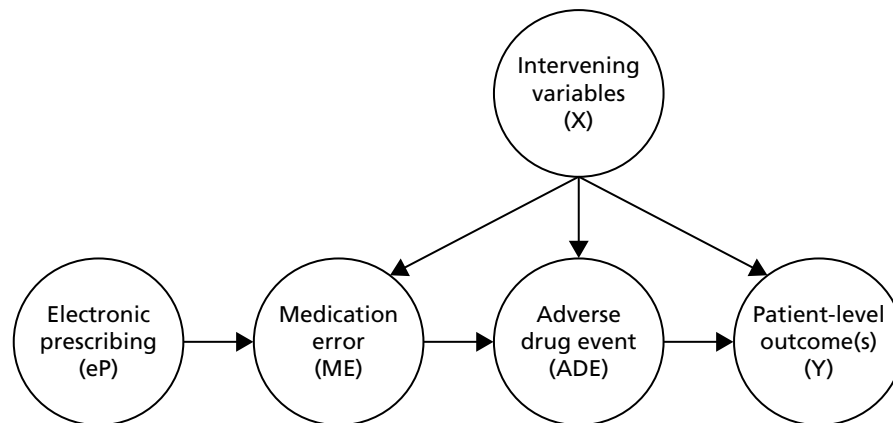 Intervening
variables
(X)
Electronic
prescribing
(eP)
Medication
error
(ME)
Adverse
drug event
(ADE)
Patient-level
outcome(s)
(Y)